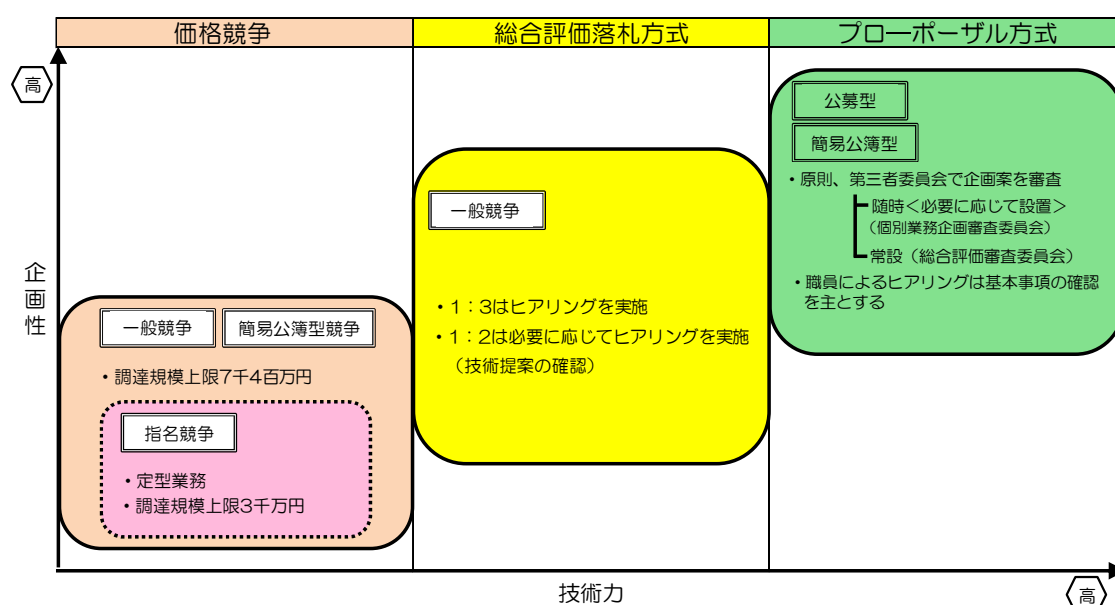 価格競争
総合評価落札方式
プローポーザル方式
高
企画性
一般競争
簡易公簿型競争
・調達規模上限7千4百万円
指名競争
・定型業務
・調達規模上限3千万円
一般競争
・1：3はヒアリングを実施
・1：2は必要に応じてヒアリングを実施
（技術提案の確認）
公募型
簡易公簿型
・原則、第三者委員会で企画案を審査
随時＜必要に応じて設置＞
（個別業務企画審査委員会）
常設（総合評価審査委員会）
・職員によるヒアリングは基本事項の確認
を主とする
技術力
高